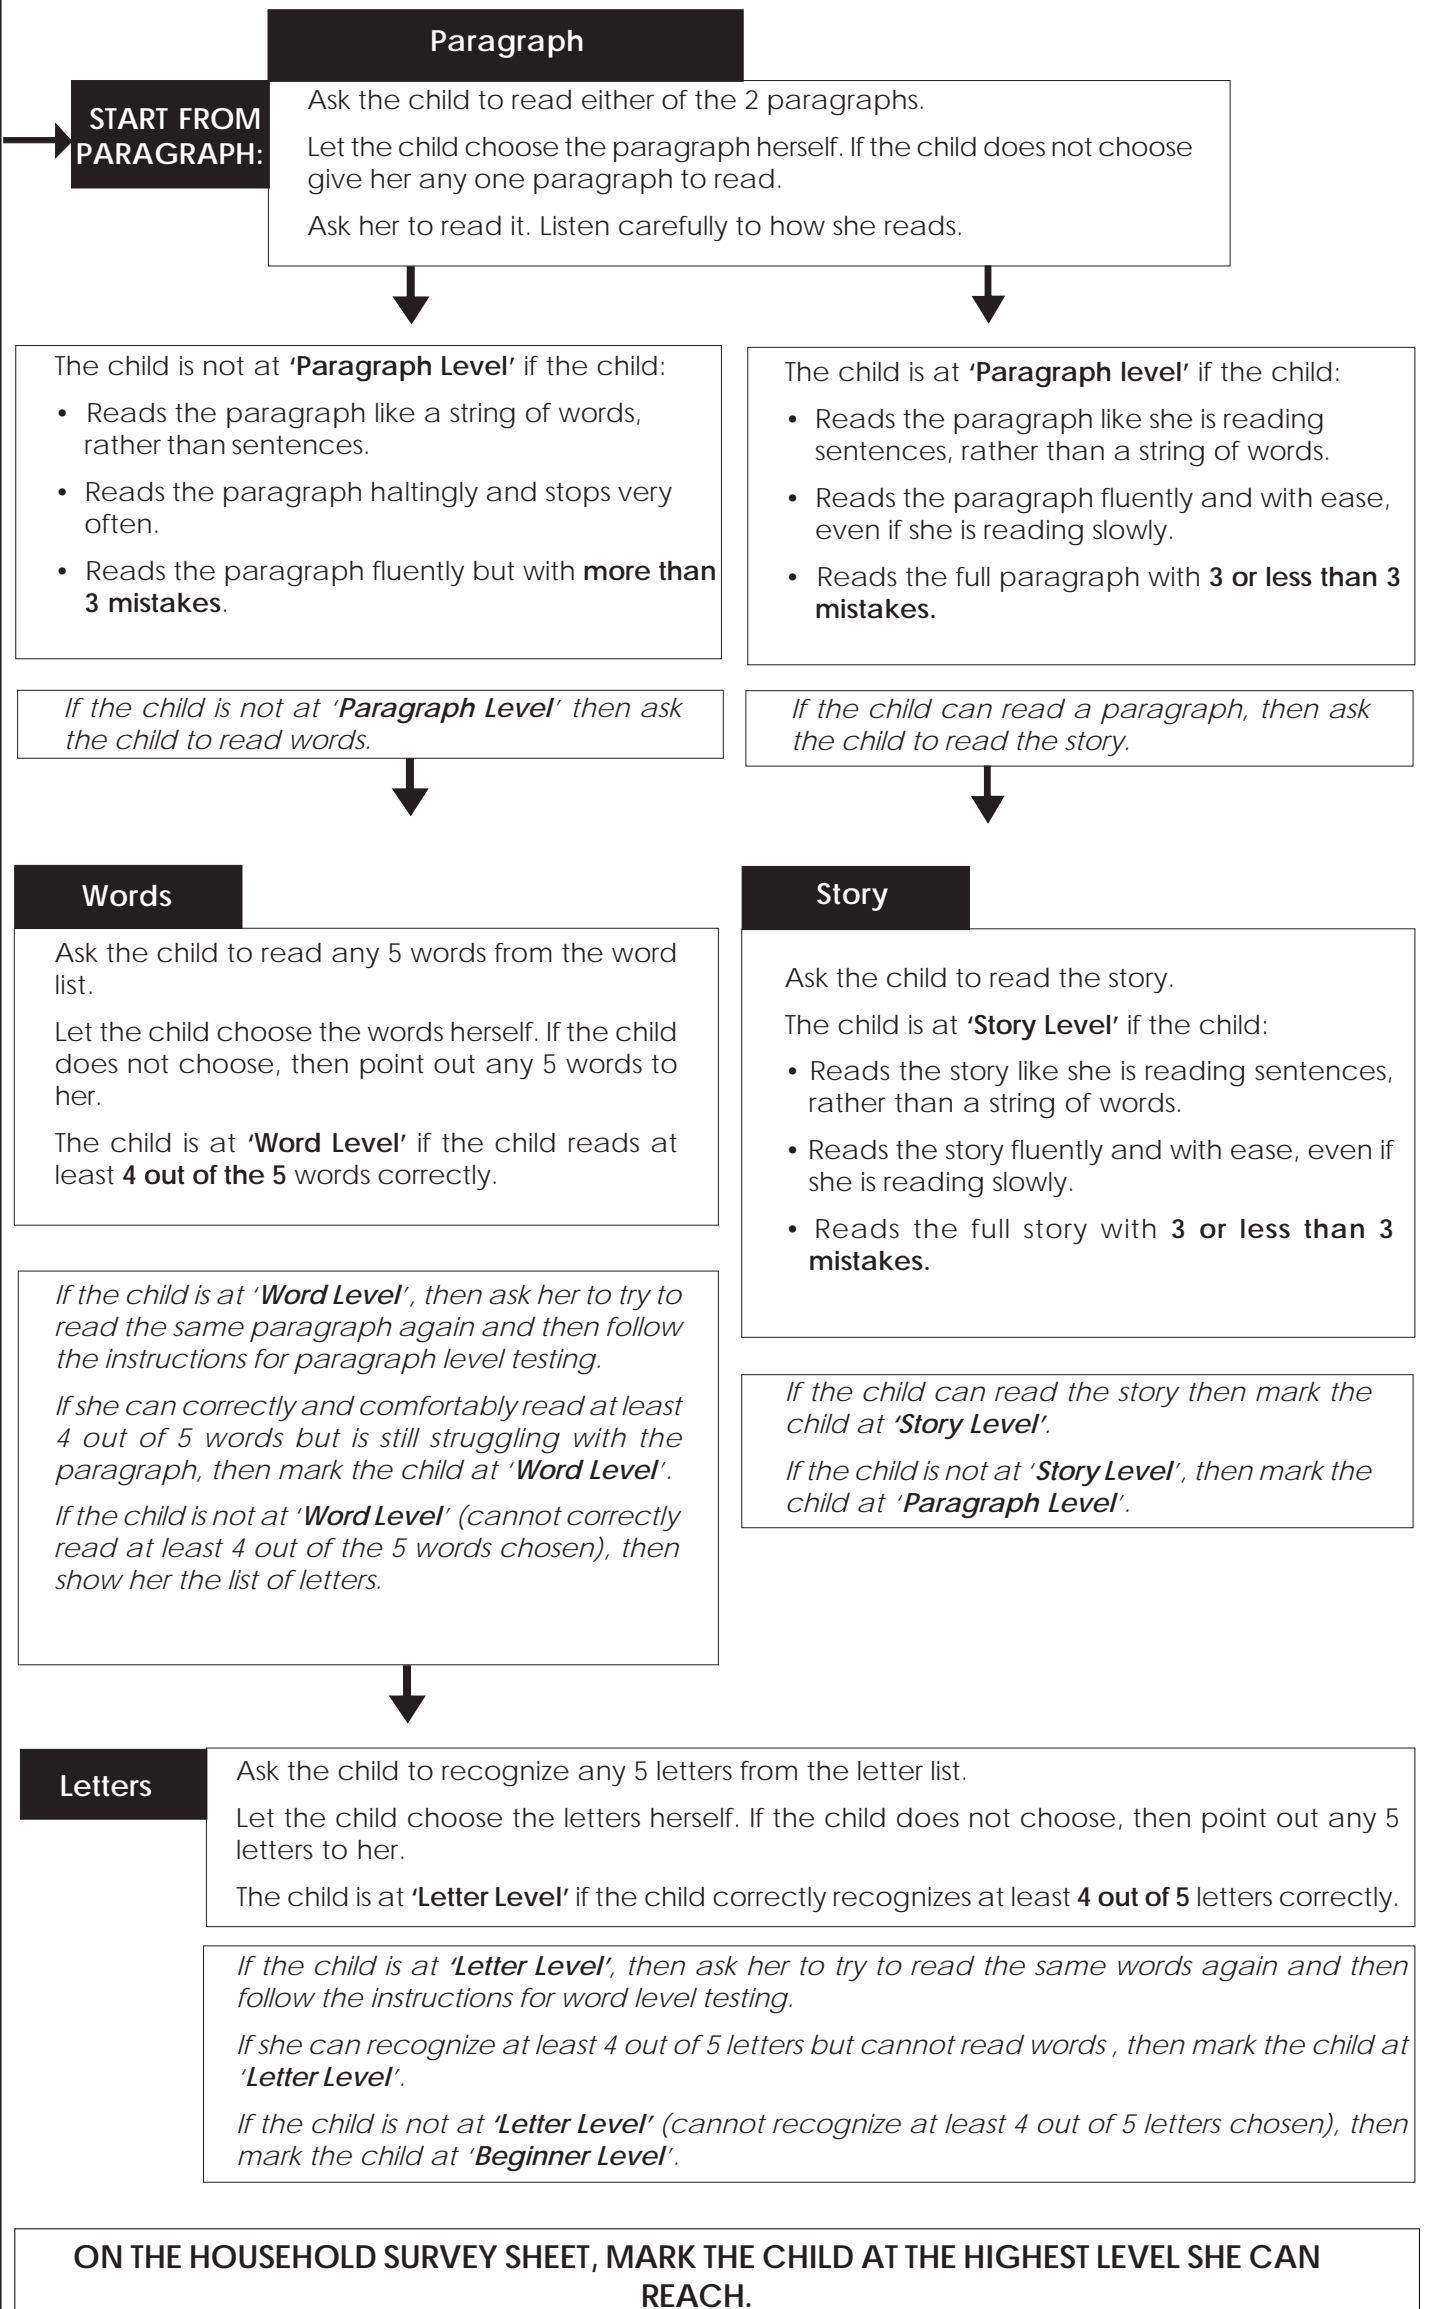 Paragraph
START FROM
PARAGRAPH:
Ask the child to read either of the 2 paragraphs.
Let the child choose the paragraph herself. If the child does not choose
give her any one paragraph to read.
Ask her to read it. Listen carefully to how she reads.
The child is not at ‘Paragraph Level’ if the child:
• Reads the paragraph like a string of words,
rather than sentences.
• Reads the paragraph haltingly and stops very
often.
• Reads the paragraph fluently but with more than
3 mistakes.
If the child is not at ‘Paragraph Level’ then ask
the child to read words.
The child is at ‘Paragraph level’ if the child:
• Reads the paragraph like she is reading
sentences, rather than a string of words.
• Reads the paragraph fluently and with ease,
even if she is reading slowly.
• Reads the full paragraph with 3 or less than 3
mistakes.
If the child can read a paragraph, then ask
the child to read the story.
Words
Ask the child to read any 5 words from the word
list.
Let the child choose the words herself. If the child
does not choose, then point out any 5 words to
her.
The child is at ‘Word Level’ if the child reads at
least 4 out of the 5 words correctly.
If the child is at ‘Word Level’, then ask her to try to
read the same paragraph again and then follow
the instructions for paragraph level testing.
If she can correctly and comfortably read at least
4 out of 5 words but is still struggling with the
paragraph, then mark the child at ‘Word Level’.
If the child is not at ‘Word Level’ (cannot correctly
read at least 4 out of the 5 words chosen), then
show her the list of letters.
Story
Ask the child to read the story.
The child is at ‘Story Level’ if the child:
• Reads the story like she is reading sentences,
rather than a string of words.
• Reads the story fluently and with ease, even if
she is reading slowly.
• Reads the full story with 3 or less than 3
mistakes.
If the child can read the story then mark the
child at ‘Story Level’.
If the child is not at ‘Story Level’, then mark the
child at ‘Paragraph Level’.
Letters
Ask the child to recognize any 5 letters from the letter list.
Let the child choose the letters herself. If the child does not choose, then point out any 5
letters to her.
The child is at ‘Letter Level’ if the child correctly recognizes at least 4 out of 5 letters correctly.
If the child is at ‘Letter Level’, then ask her to try to read the same words again and then
follow the instructions for word level testing.
If she can recognize at least 4 out of 5 letters but cannot read words , then mark the child at
‘Letter Level’.
If the child is not at ‘Letter Level’ (cannot recognize at least 4 out of 5 letters chosen), then
mark the child at ‘Beginner Level’.
ON THE HOUSEHOLD SURVEY SHEET, MARK THE CHILD AT THE HIGHEST LEVEL SHE CAN
REACH.